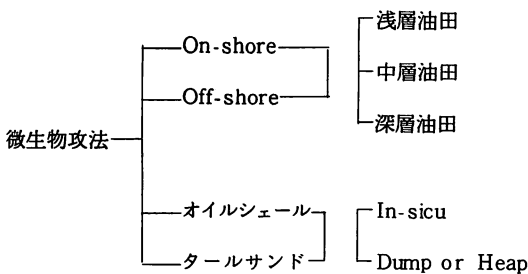 浅層油田
On-shore
中層油田
Off-shore
深層油田
微生物攻法
オイルシェール
In-sicu
タールサンド
Dump or Heap